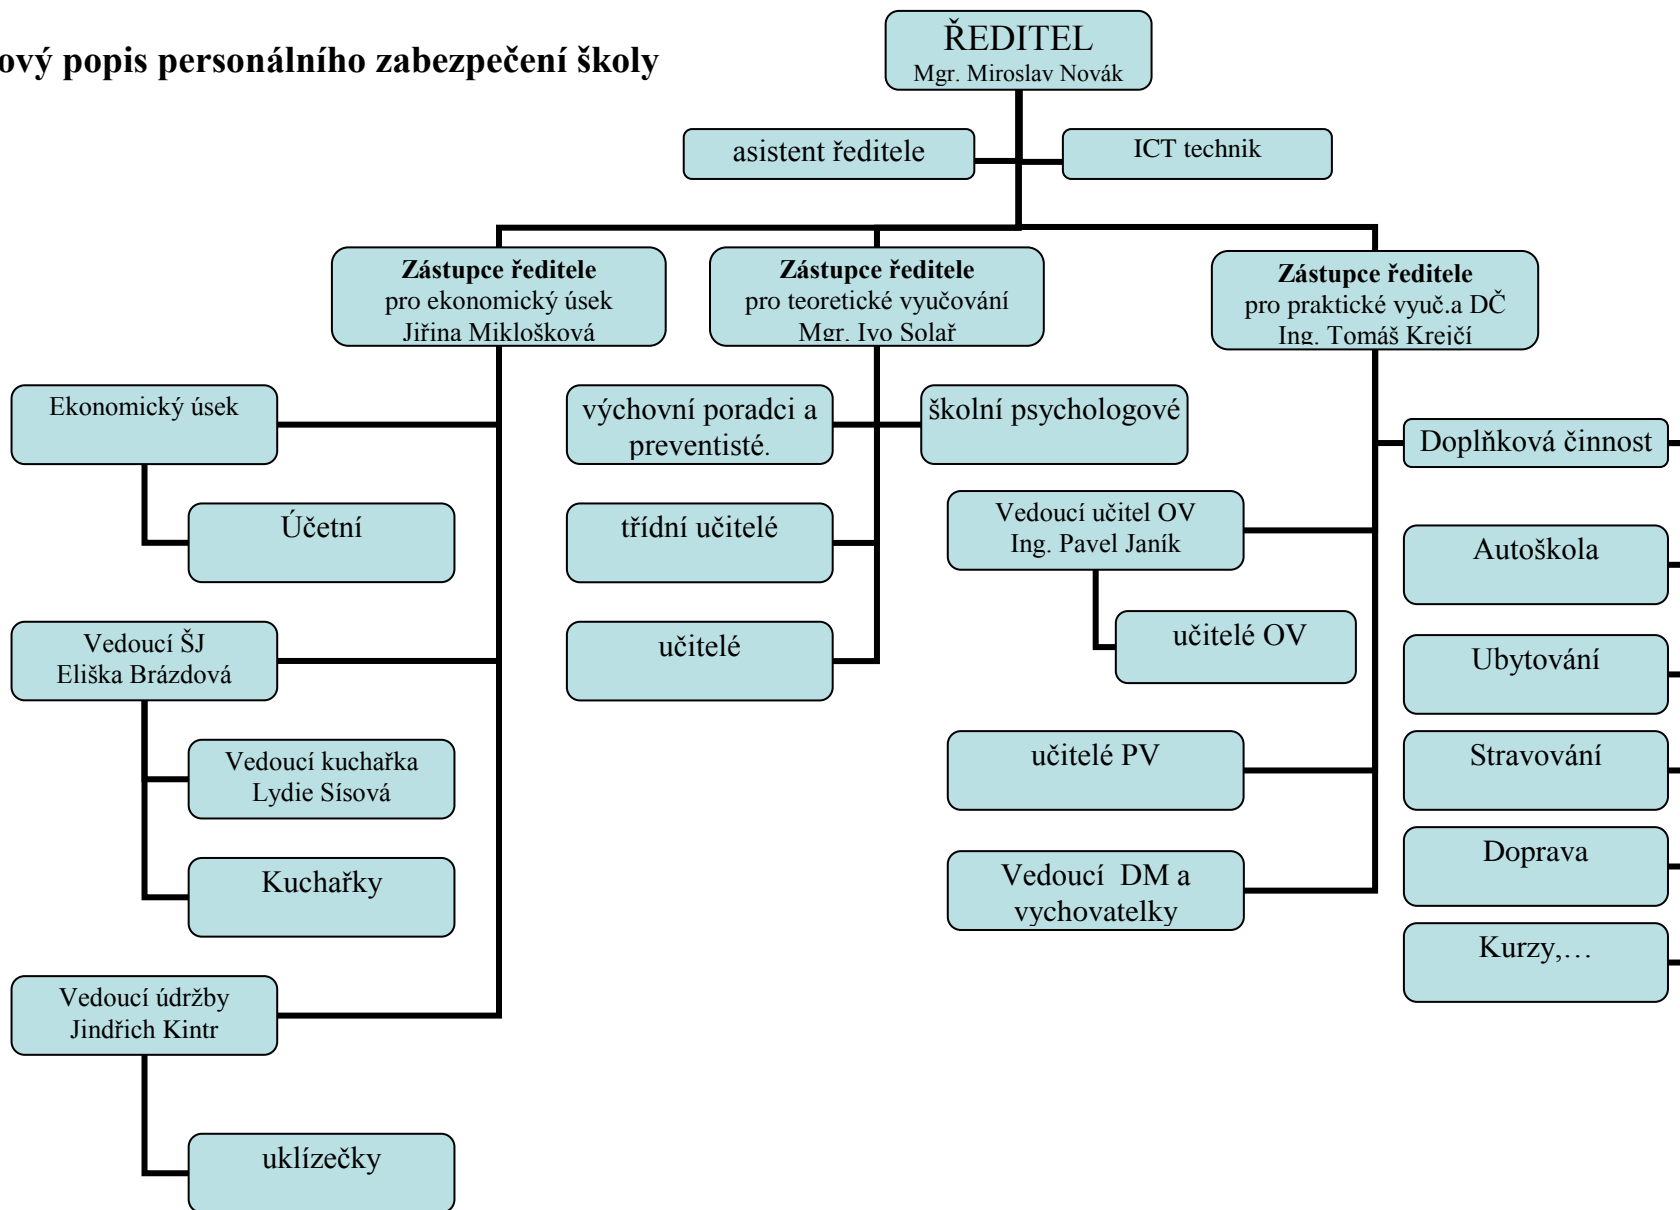 ový popis personálního zabezpečení školy
ŘEDITEL
Mgr. Miroslav Novák
asistent ředitele
ICT technik
Zástupce ředitele
pro ekonomický úsek
Jiřina Miklošková
Zástupce ředitele
pro teoretické vyučování
Mgr. Ivo Solař
Zástupce ředitele
pro praktické vyuč.a DČ
Ing. Tomáš Krejčí
Ekonomický úsek
Účetní
Vedoucí ŠJ
Eliška Brázdová
Vedoucí kuchařka
Lydie Sísová
Kuchařky
Vedoucí údržby
Jindřich Kintr
uklízečky
výchovní poradci a
preventisté.
školní psychologové
třídní učitelé
učitelé
Vedoucí učitel OV
Ing. Pavel Janík
učitelé OV
učitelé PV
Vedoucí  DM a
vychovatelky
Doplňková činnost
Autoškola
Ubytování
Stravování
Doprava
Kurzy,…